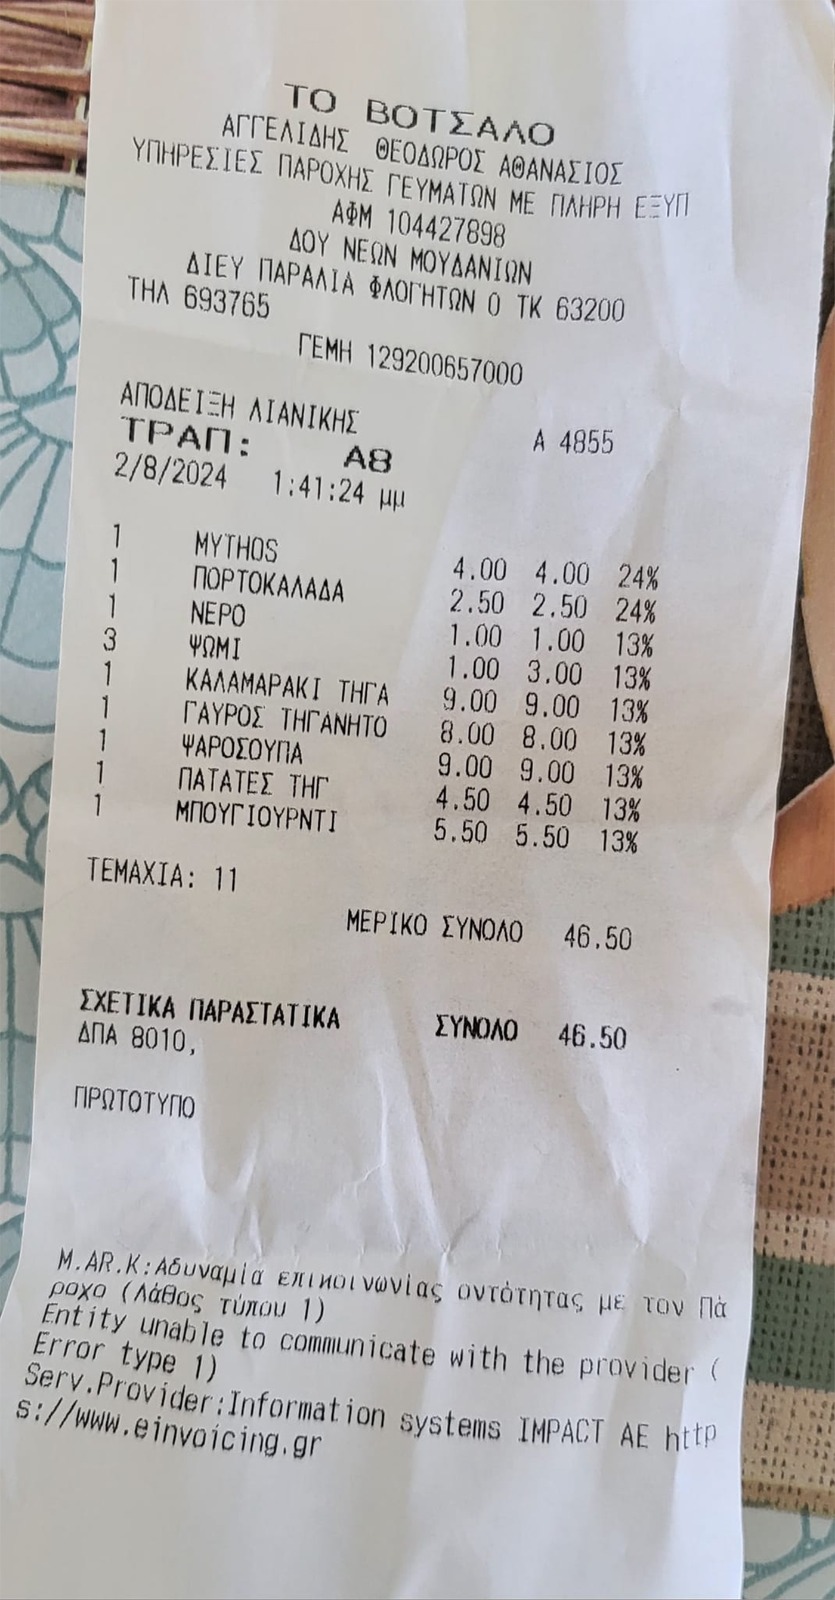 ΤΟ ΒΟΤΣΑΛΟ
ΑΓΓΕΛΙΔΗΣ ΘΕΟΔΩΡΟΣ ΑΘΑΝΑΣΙΟΣ
ΥΠΗΡΕΣΙΕΣ ΠΑΡΟΧΗΣ ΓΕΥΜΑΤΩΝ ΜΕ ΠΛΗΡΗ ΕΞΥΠ
ΑΦΜ 104427898
ΔΟΥ ΝΕΩΝ ΜΟΥΔΑΝΙΩΝ
ΔΙΕΥ ΠΑΡΑΛΙΑ ΦΛΟΓΗΤΩΝ 0 ΤΚ 63200
ΤΗΛ 693765
ΓΕΜΗ 129200657000
ΑΠΟΔΕΙΞΗ ΛΙΑΝΙΚΗΣ Α 4855
ΤΡΑΠ: Α8
2/8/2024 1:41:24 μμ
1 MYTHOS 4.00 4.00 24%
1 ΠΟΡΤΟΚΑΛΑΔΑ 2.50 2.50 24%
1 ΝΕΡΟ 1.00 1.00 13%
3 ΨΩΜΙ 1.00 3.00 13%
1 ΚΑΛΑΜΑΡΑΚΙ ΤΗΓΑ 9.00 9.00 13%
1 ΓΑΥΡΟΣ ΤΗΓΑΝΗΤΟ 8.00 8.00 13%
1 ΨΑΡΟΣΟΥΠΑ 9.00 9.00 13%
1 ΠΑΤΑΤΕΣ ΤΗΓ 4.50 4.50 13%
1 ΜΠΟΥΓΙΟΥΡΝΤΙ 5.50 5.50 13%
ΤΕΜΑΧΙΑ: 11
ΜΕΡΙΚΟ ΣΥΝΟΛΟ 46.50
ΣΧΕΤΙΚΑ ΠΑΡΑΣΤΑΤΙΚΑ ΣΥΝΟΛΟ 46.50
ΔΠΑ 8010,
ΠΡΩΤΟΤΥΠΟ
M.AR.K:Αδυναμία επικοινωνίας οντότητας με τον Πά
ροχο (Λάθος τύπου 1)
Entity unable to communicate with the provider (
Error type 1)
Serv.Provider:Information systems IMPACT AE http
s://www.einvoicing.gr